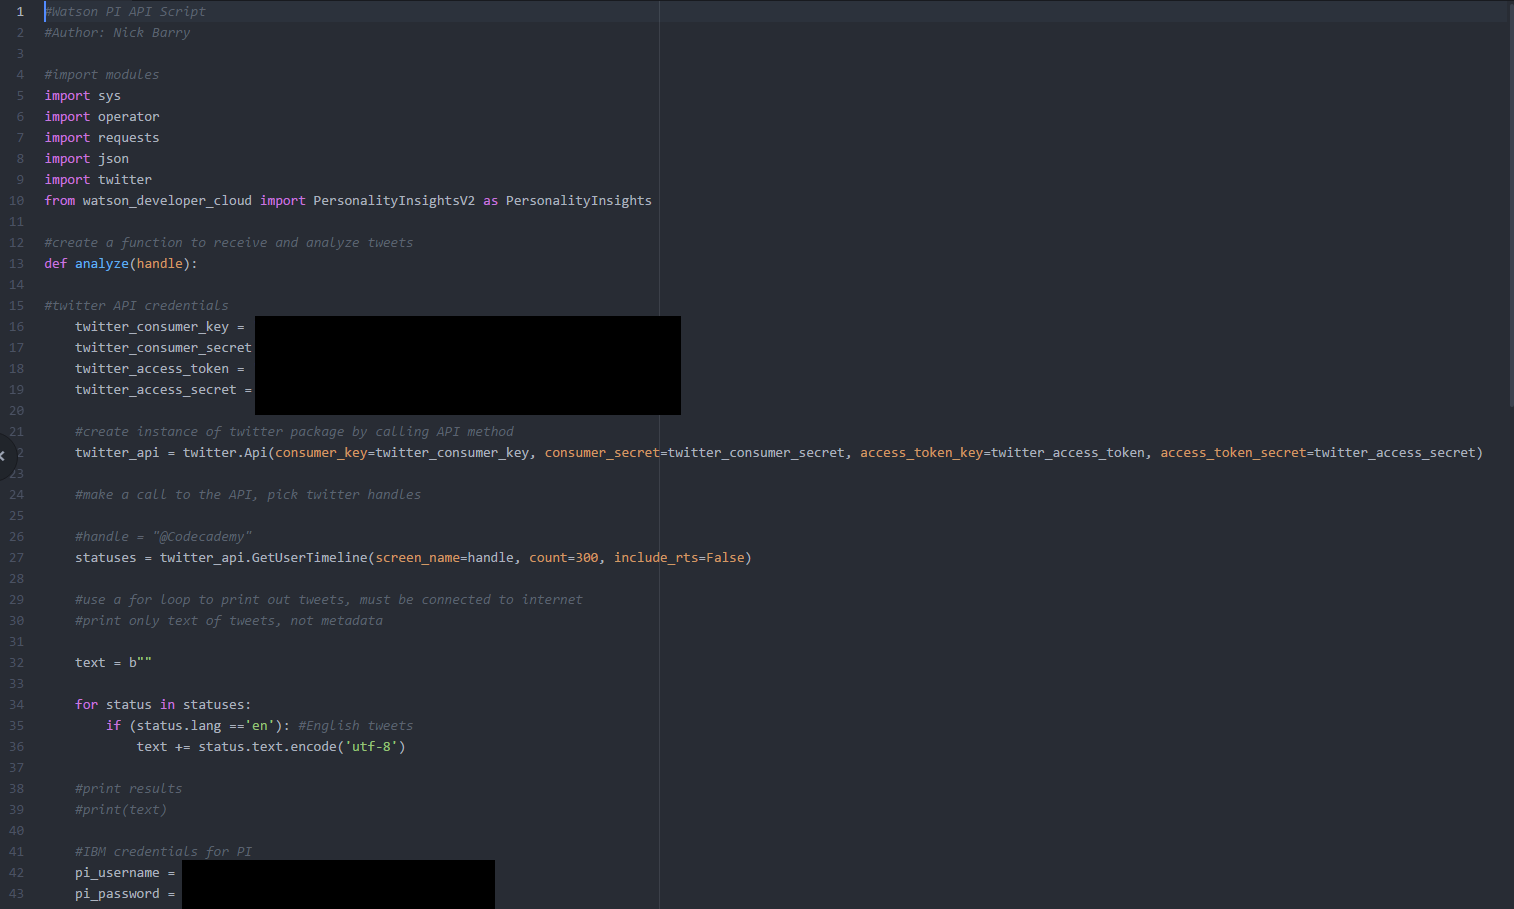 1 #Watson PI API Script
2 #Author: Nick Barry
3
4 #import modules
5 import sys
6 import operator
7 import requests
8 import json
9 import twitter
10 from watson_developer_cloud import PersonalityInsightsV2 as PersonalityInsights
11
12 #create a function to receive and analyze tweets
13 def analyze(handle):
14
15 #twitter API credentials
16 twitter_consumer_key =
17 twitter_consumer_secret
18 twitter_access_token =
19 twitter_access_secret =
20
21 #create instance of twitter package by calling API method
2 twitter_api = twitter.Api(consumer_key=twitter_consumer_key, consumer_secret=twitter_consumer_secret, access_token_key=twitter_access_token, access_token_secret=twitter_access_secret)
23
24 #make a call to the API, pick twitter handles
25
26 #handle = "@Codecademy"
27 statuses = twitter_api.GetUserTimeline(screen_name=handle, count=300, include_rts=False)
28
29 #use a for loop to print out tweets, must be connected to internet
30 #print only text of tweets, not metadata
31
32 text = b""
33
34 for status in statuses:
35 if (status.lang =='en'): #English tweets
36 text += status.text.encode('utf-8')
37
38 #print results
39 #print(text)
40
41 #IBM credentials for PI
42 pi_username =
43 pi_password =